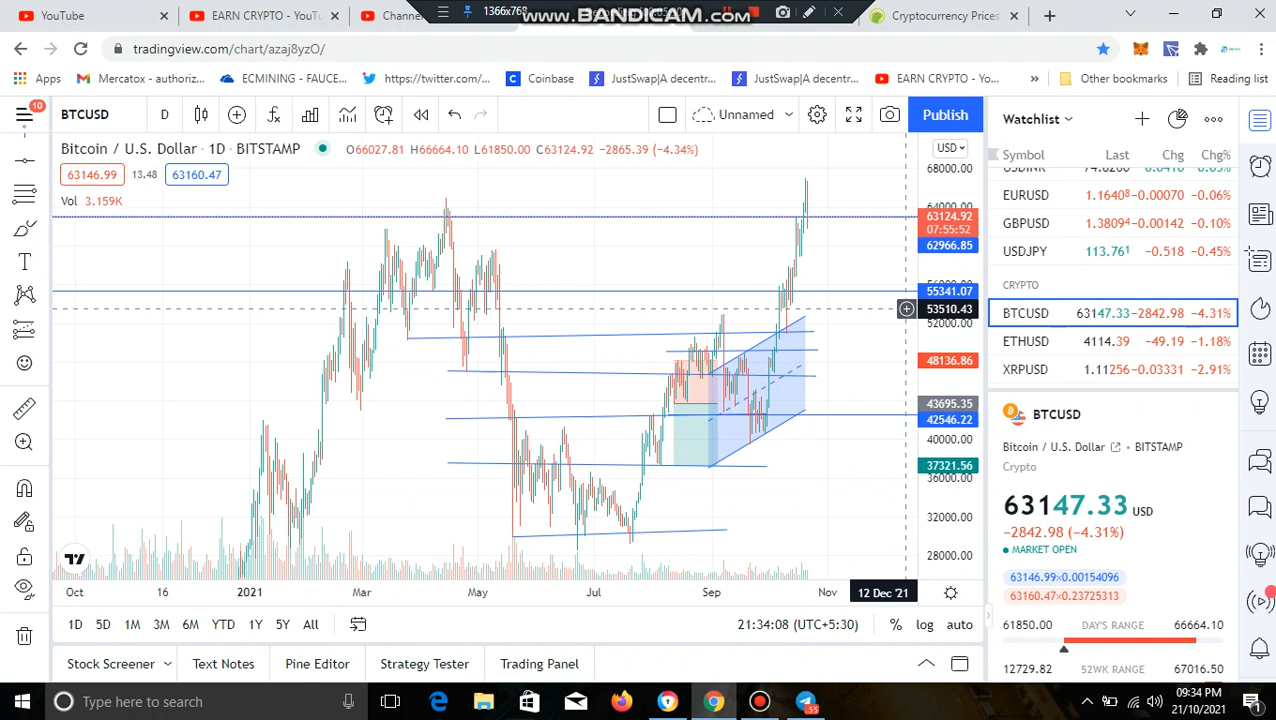 YouTube
EARN CRYPTO - You
Chann
1366x768
www.BANDICAM.com
Cryptocurrency Prices
tradingview.com/chart/azaj8yzO/
Apps
Mercatox - authoriz...
ECMINING - FAUCE...
https://twitter.com/...
Coinbase
JustSwap|A decentr...
JustSwap|A decentr...
EARN CRYPTO - Yo...
Other bookmarks
Reading list
10
BTCUSD
D
Unnamed
Publish
Watchlist
Bitcoin / U.S. Dollar · 1D · BITSTAMP
O66027.81 H66664.10 L61850.00 C63124.92 −2865.39 (−4.34%)
USD
63146.99
13.48
63160.47
Vol 3.159K
68000.00
64000.00
63124.92
07:55:52
62966.85
56000.00
55341.07
53510.43
52000.00
48136.86
43695.35
42546.22
40000.00
37321.56
36000.00
32000.00
28000.00
Oct
16
2021
Mar
May
Jul
Sep
Nov
12 Dec '21
1D
5D
1M
3M
6M
YTD
1Y
5Y
All
21:34:08 (UTC+5:30)
%
log
auto
Stock Screener
Text Notes
Pine Editor
Strategy Tester
Trading Panel
Symbol
Last
Chg
Chg%
EURUSD 1.16408 -0.00070 -0.06%
GBPUSD 1.38094 -0.00142 -0.10%
USDJPY 113.761 -0.518 -0.45%
CRYPTO
BTCUSD 63147.33 -2842.98 -4.31%
ETHUSD 4114.39 -49.19 -1.18%
XRPUSD 1.11256 -0.03331 -2.91%
BTCUSD
Bitcoin / U.S. Dollar
BITSTAMP
Crypto
63147.33 USD
−2842.98 (−4.31%)
MARKET OPEN
63146.99×0.00154096
63160.47×0.23725313
61850.00
DAY'S RANGE
66664.10
12729.82
52WK RANGE
67016.50
Type here to search
55
09:34 PM
21/10/2021
1